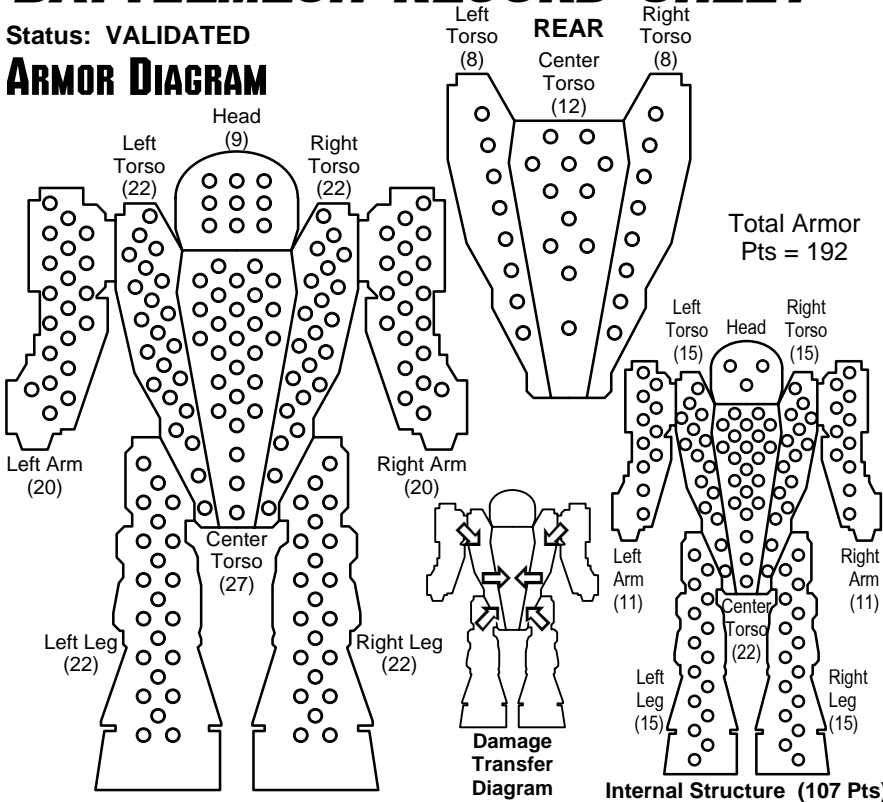 BATTLEMECH RECORD SHEET
Status: VALIDATED
ARMOR DIAGRAM
Head
(9)
Left
Torso
(22)
Right
Torso
(22)
Left Arm
(20)
Right Arm
(20)
Center
Torso
(27)
Left Leg
(22)
Right Leg
(22)
REAR
Left
Torso
(8)
Center
Torso
(12)
Right
Torso
(8)
Total Armor
Pts = 192
Left
Torso
(15)
Head
Right
Torso
(15)
Left
Arm
(11)
Right
Arm
(11)
Center
Torso
(22)
Left
Leg
(15)
Right
Leg
(15)
Damage
Transfer
Diagram
Internal Structure (107 Pts)